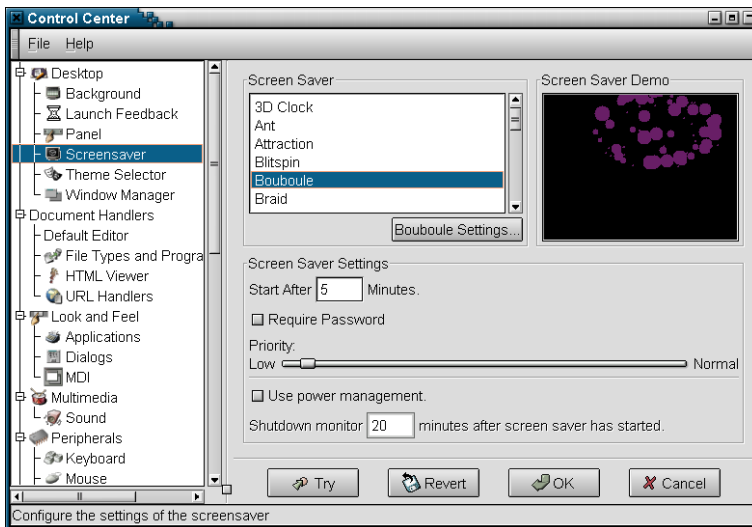 Control Center
File Help
Desktop
Background
Launch Feedback
Panel
Screensaver
Theme Selector
Window Manager
Document Handlers
Default Editor
File Types and Progra
HTML Viewer
URL Handlers
Look and Feel
Applications
Dialogs
MDI
Multimedia
Sound
Peripherals
Keyboard
Mouse
Screen Saver
3D Clock
Ant
Attraction
Blitspin
Bouboule
Braid
Bouboule Settings...
Screen Saver Demo
Screen Saver Settings
Start After 5 Minutes.
Require Password
Priority:
Low Normal
Use power management.
Shutdown monitor 20 minutes after screen saver has started.
Try Revert OK Cancel
Configure the settings of the screensaver